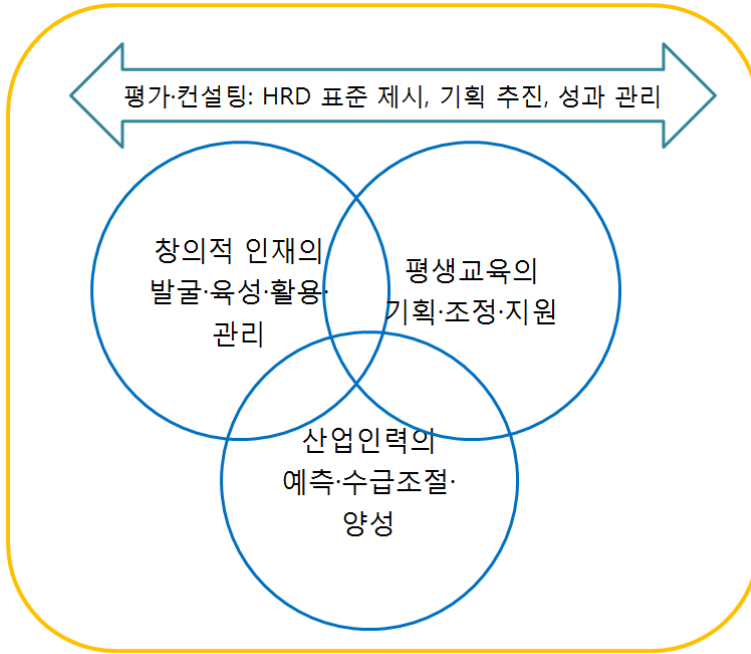 평가·컨설팅: HRD 표준 제시, 기획 추진, 성과 관리
창의적 인재의
발굴·육성·활용·
관리
평생교육의
기획·조정·지원
산업인력의
예측·수급조절·
양성